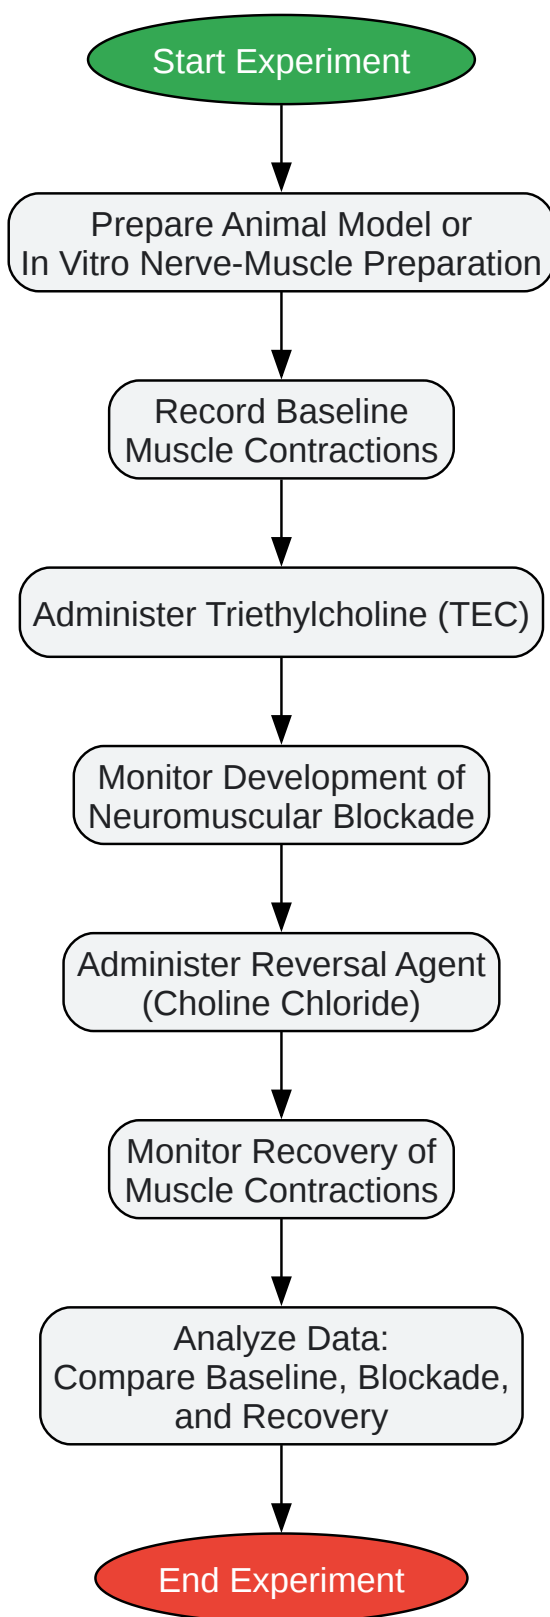 Start Experiment
Prepare Animal Model or
In Vitro Nerve-Muscle Preparation
Record Baseline
Muscle Contractions
Administer Triethylcholine (TEC)
Monitor Development of
Neuromuscular Blockade
Administer Reversal Agent
(Choline Chloride)
Monitor Recovery of
Muscle Contractions
Analyze Data:
Compare Baseline, Blockade,
and Recovery
End Experiment